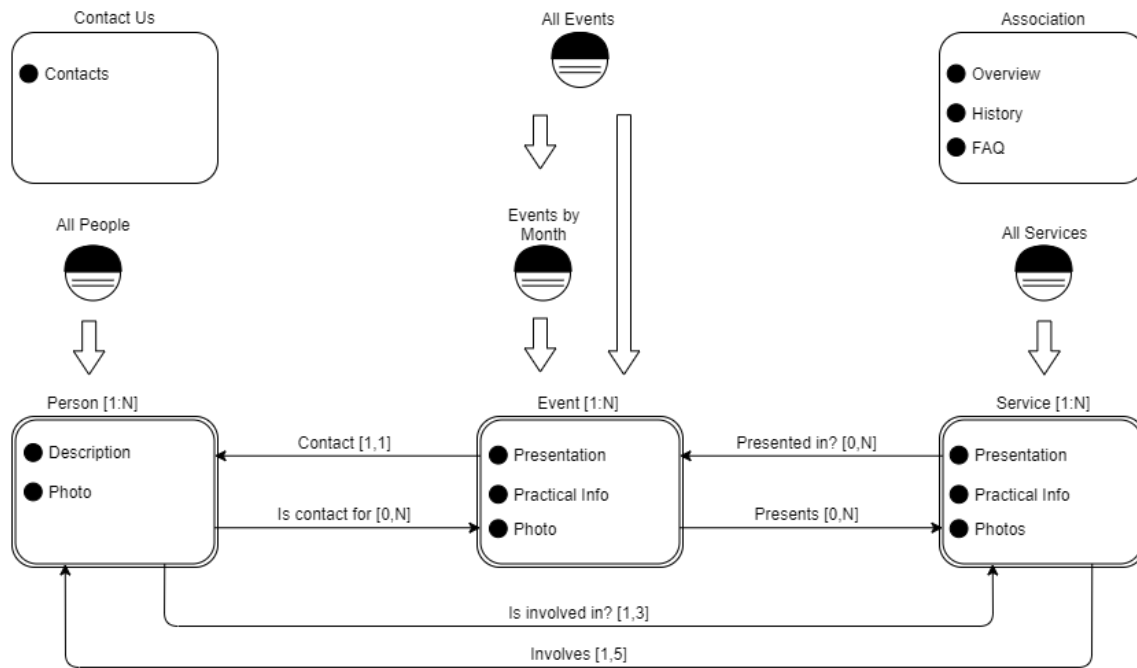 Contact Us
All Events
Association
Contacts
Overview
History
FAQ
All People
Events by
Month
All Services
Person [1:N]
Event [1:N]
Service [1:N]
Description
Photo
Contact [1,1]
Is contact for [0,N]
Presentation
Practical Info
Photo
Presented in? [0,N]
Presents [0,N]
Presentation
Practical Info
Photos
Is involved in? [1,3]
Involves [1,5]